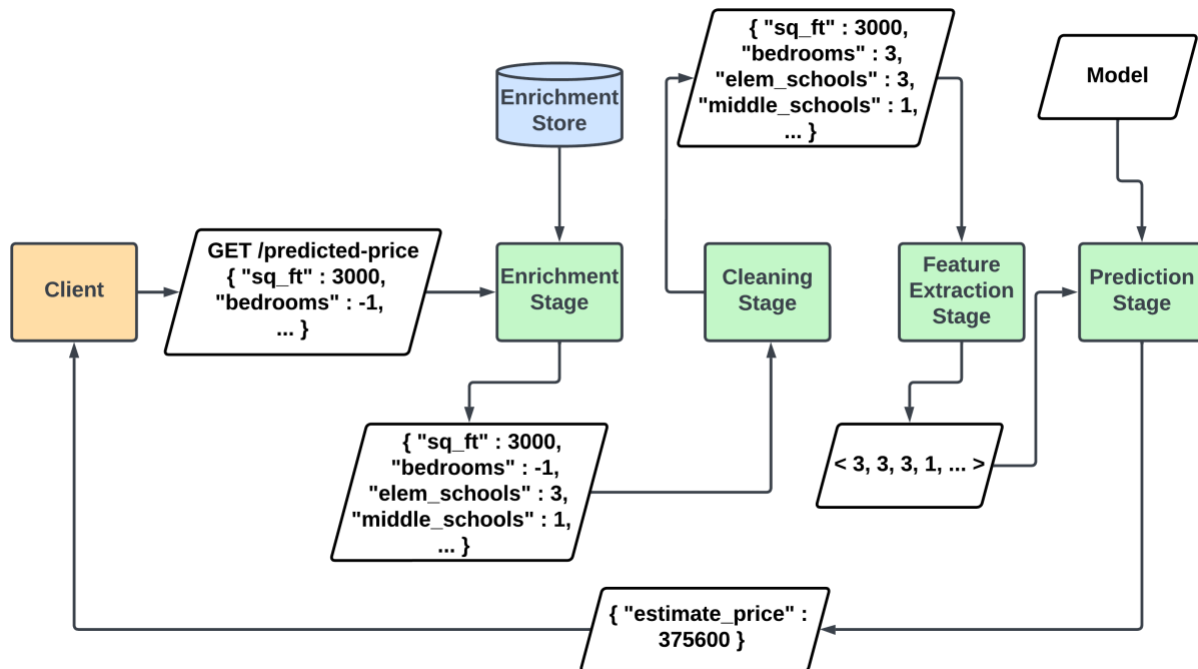 Client
GET /predicted-price
{ "sq_ft" : 3000,
"bedrooms" : -1,
... }
Enrichment
Store
Enrichment
Stage
{ "sq_ft" : 3000,
"bedrooms" : -1,
"elem_schools" : 3,
"middle_schools" : 1,
... }
Cleaning
Stage
{ "sq_ft" : 3000,
"bedrooms" : 3,
"elem_schools" : 3,
"middle_schools" : 1,
... }
Feature
Extraction
Stage
< 3, 3, 3, 1, ... >
Model
Prediction
Stage
{ "estimate_price" :
375600 }